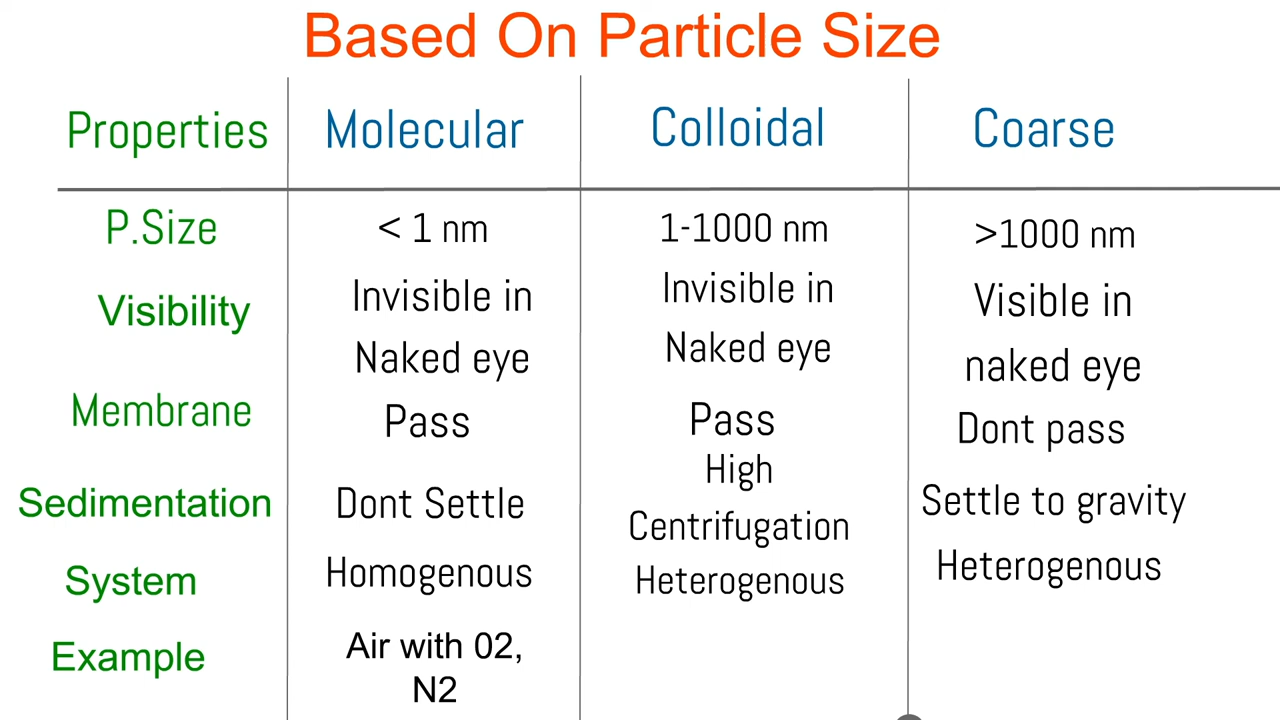 Based On Particle Size
Properties Molecular Colloidal Coarse
P.Size < 1 nm 1-1000 nm >1000 nm
Visibility Invisible in Invisible in Visible in
Naked eye Naked eye naked eye
Membrane Pass Pass Dont pass
High
Sedimentation Dont Settle Centrifugation Settle to gravity
System Homogenous Heterogenous Heterogenous
Example Air with 02,
N2